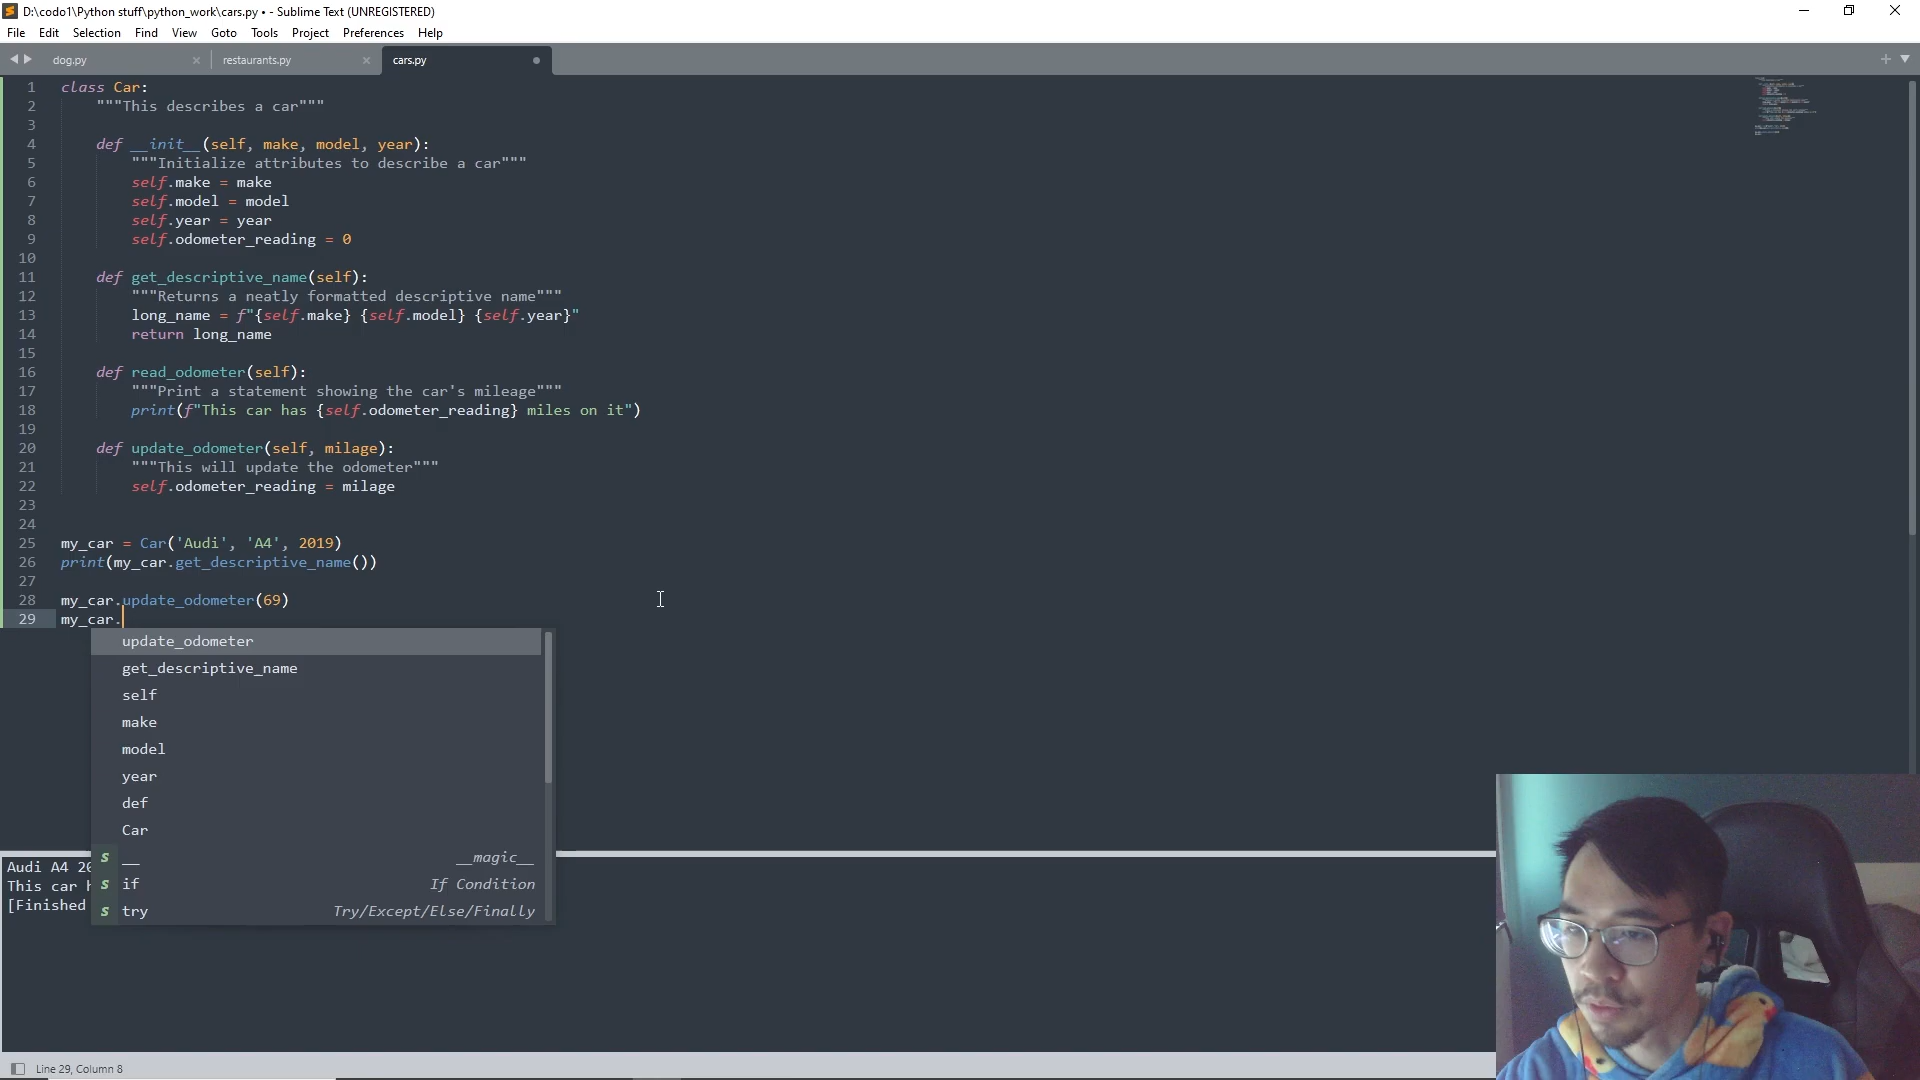 D:\codo1\Python stuff\python_work\cars.py • - Sublime Text (UNREGISTERED)
File Edit Selection Find View Goto Tools Project Preferences Help
dog.py restaurants.py cars.py
1 class Car:
2 """This describes a car"""
3
4 def __init__(self, make, model, year):
5 """Initialize attributes to describe a car"""
6 self.make = make
7 self.model = model
8 self.year = year
9 self.odometer_reading = 0
10
11 def get_descriptive_name(self):
12 """Returns a neatly formatted descriptive name"""
13 long_name = f"{self.make} {self.model} {self.year}"
14 return long_name
15
16 def read_odometer(self):
17 """Print a statement showing the car's mileage"""
18 print(f"This car has {self.odometer_reading} miles on it")
19
20 def update_odometer(self, milage):
21 """This will update the odometer"""
22 self.odometer_reading = milage
23
24
25 my_car = Car('Audi', 'A4', 2019)
26 print(my_car.get_descriptive_name())
27
28 my_car.update_odometer(69)
29 my_car.
update_odometer
get_descriptive_name
self
make
model
year
def
Car
s __ __magic__
s if If Condition
s try Try/Except/Else/Finally
Audi A4 20
This car h
[Finished
Line 29, Column 8